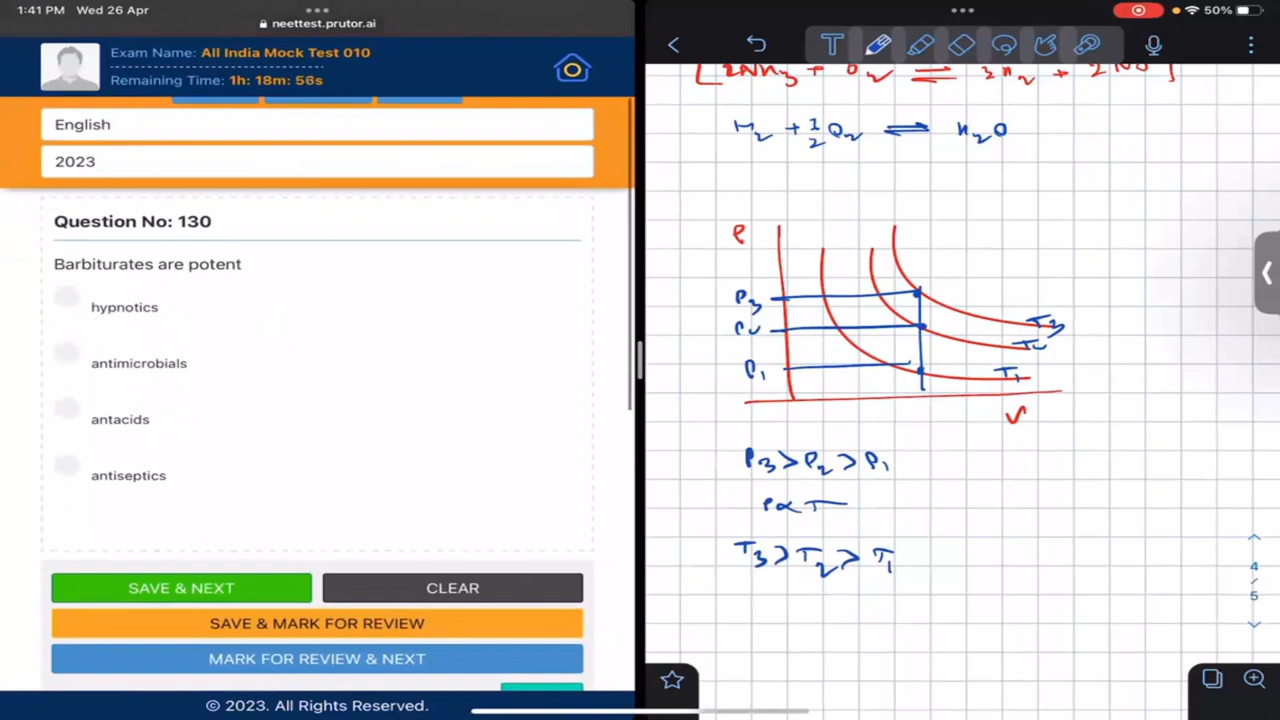 1:41 PM Wed 26 Apr
neettest.prutor.ai
50%
Exam Name: All India Mock Test 010
Remaining Time: 1h: 18m: 56s
English
2023
Question No: 130
Barbiturates are potent
hypnotics
antimicrobials
antacids
antiseptics
SAVE & NEXT
CLEAR
SAVE & MARK FOR REVIEW
MARK FOR REVIEW & NEXT
© 2023. All Rights Reserved.
T
H2 + 1/2 O2 ⇌ H2O
P
P3
P2
P1
T3
T2
T1
V
P3 > P2 > P1
P ∝ T
T3 > T2 > T1
4
/
5